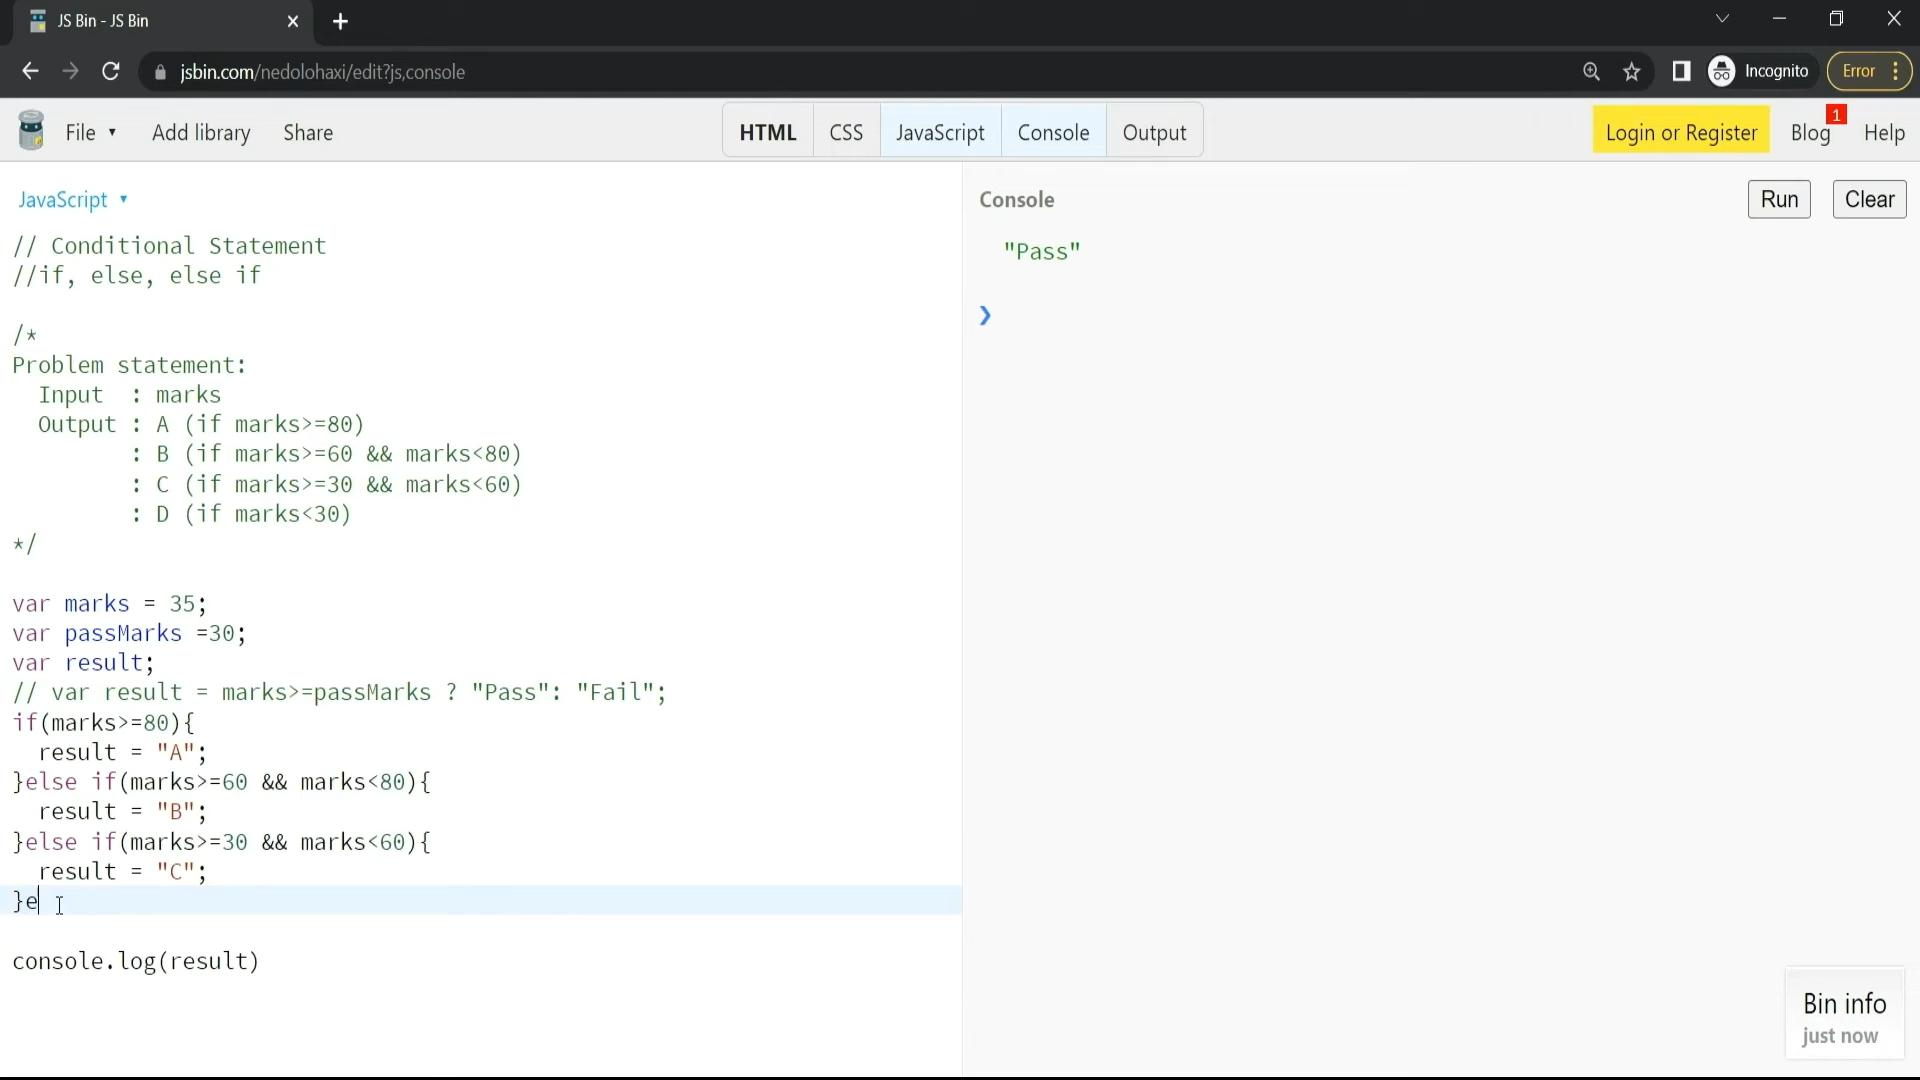 JS Bin - JS Bin
jsbin.com/nedolohaxi/edit?js,console
Incognito
Error
File
Add library
Share
HTML
CSS
JavaScript
Console
Output
Login or Register
Blog
1
Help
JavaScript
// Conditional Statement
//if, else, else if
/*
Problem statement:
Input : marks
Output : A (if marks>=80)
: B (if marks>=60 && marks<80)
: C (if marks>=30 && marks<60)
: D (if marks<30)
*/
var marks = 35;
var passMarks =30;
var result;
// var result = marks>=passMarks ? "Pass": "Fail";
if(marks>=80){
result = "A";
}else if(marks>=60 && marks<80){
result = "B";
}else if(marks>=30 && marks<60){
result = "C";
}e
console.log(result)
Console
Run
Clear
"Pass"
Bin info
just now